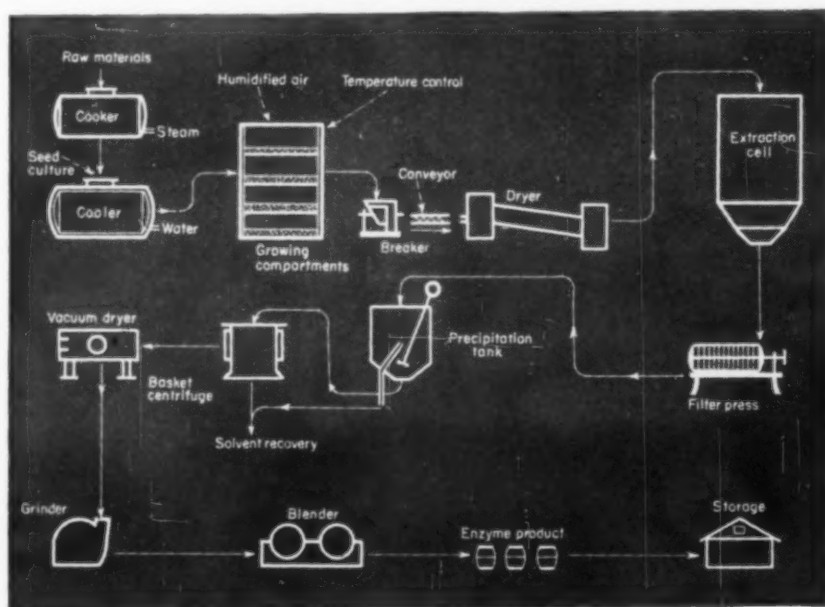 Raw materials
Cooker
Steam
Seed
culture
Cooler
Water
Humidified air
Temperature control
Growing
compartments
Conveyor
Breaker
Dryer
Extraction
cell
Vacuum dryer
Basket
centrifuge
Solvent recovery
Precipitation
tank
Filter press
Grinder
Blender
Enzyme product
Storage